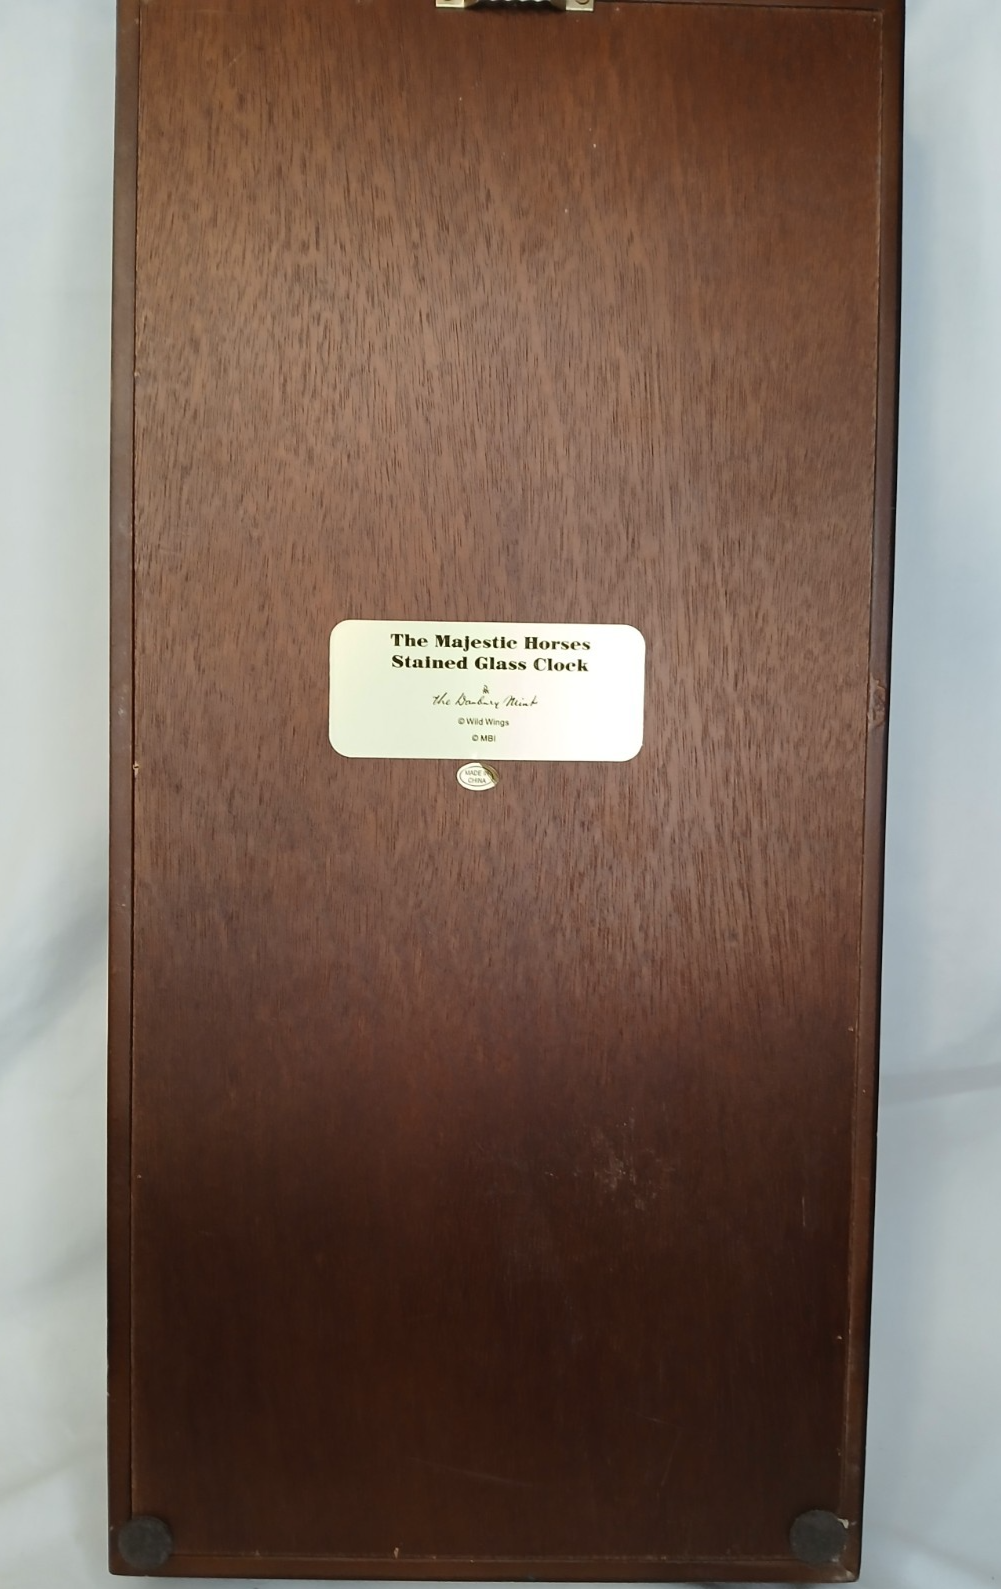 The Majestic Horses
Stained Glass Clock
the Danbury Mint
© Wild Wings
© MBI
MADE IN
CHINA